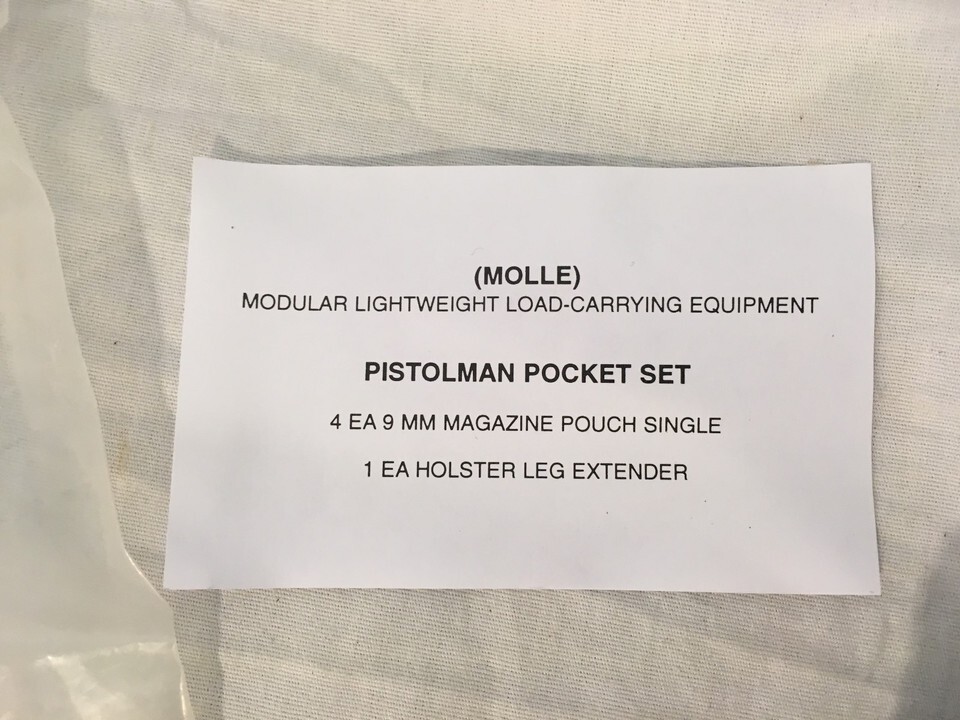 (MOLLE)
MODULAR LIGHTWEIGHT LOAD-CARRYING EQUIPMENT
PISTOLMAN POCKET SET
4 EA 9 MM MAGAZINE POUCH SINGLE
1 EA HOLSTER LEG EXTENDER